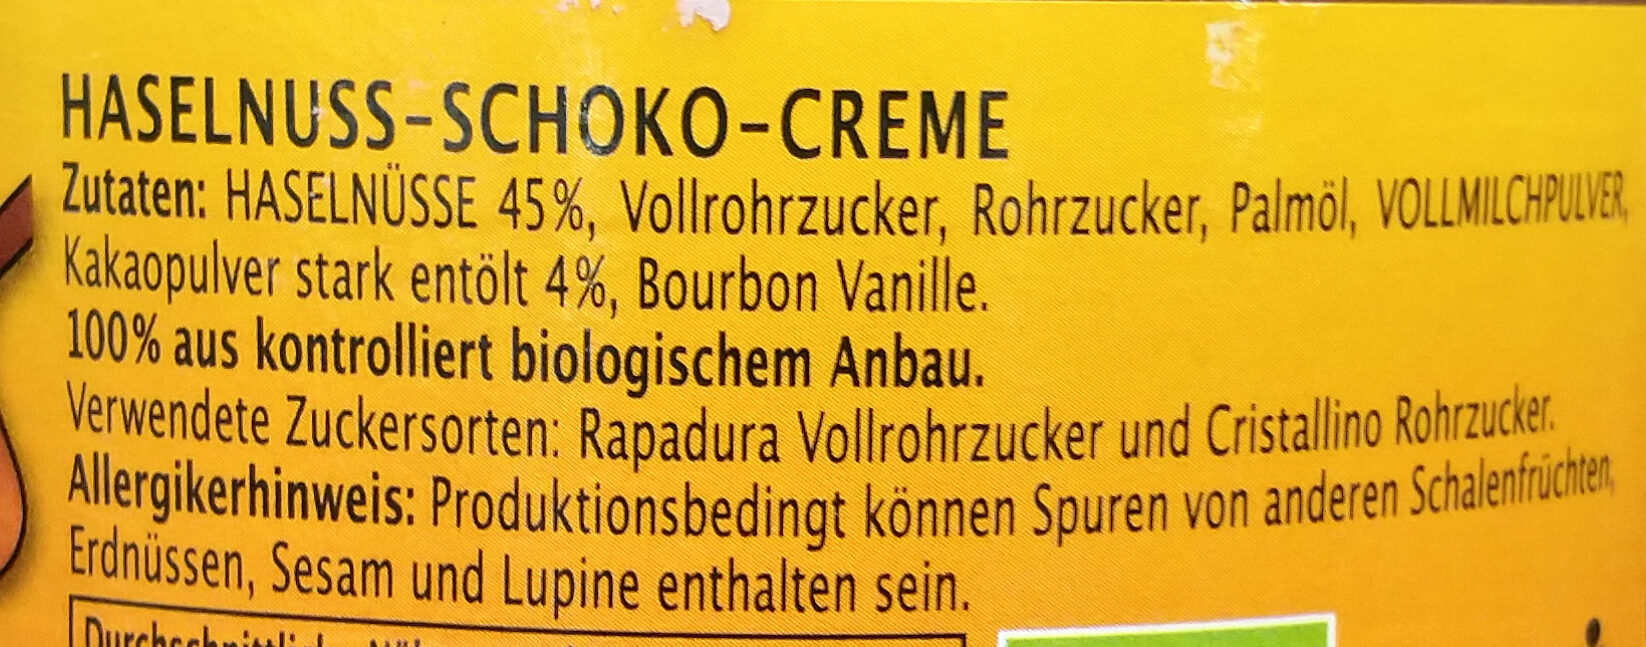 HASELNUSS-SCHOKO-CREME
Zutaten: HASELNÜSSE 45%, Vollrohrzucker, Rohrzucker, Palmöl, VOLLMILCHPULVER,
Kakaopulver stark entölt 4%, Bourbon Vanille.
100% aus kontrolliert biologischem Anbau.
Verwendete Zuckersorten: Rapadura Vollrohrzucker und Cristallino Rohrzucker.
Allergikerhinweis: Produktionsbedingt können Spuren von anderen Schalenfrüchten,
Erdnüssen, Sesam und Lupine enthalten sein.